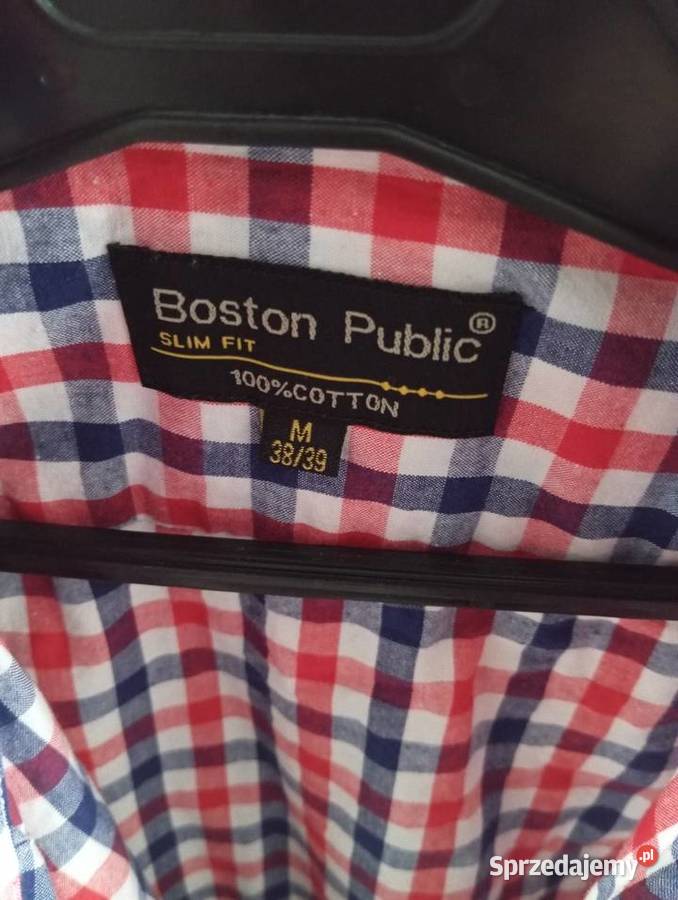 Boston Public®
SLIM FIT
100%COTTON
M
38/39
Sprzedajemy.pl